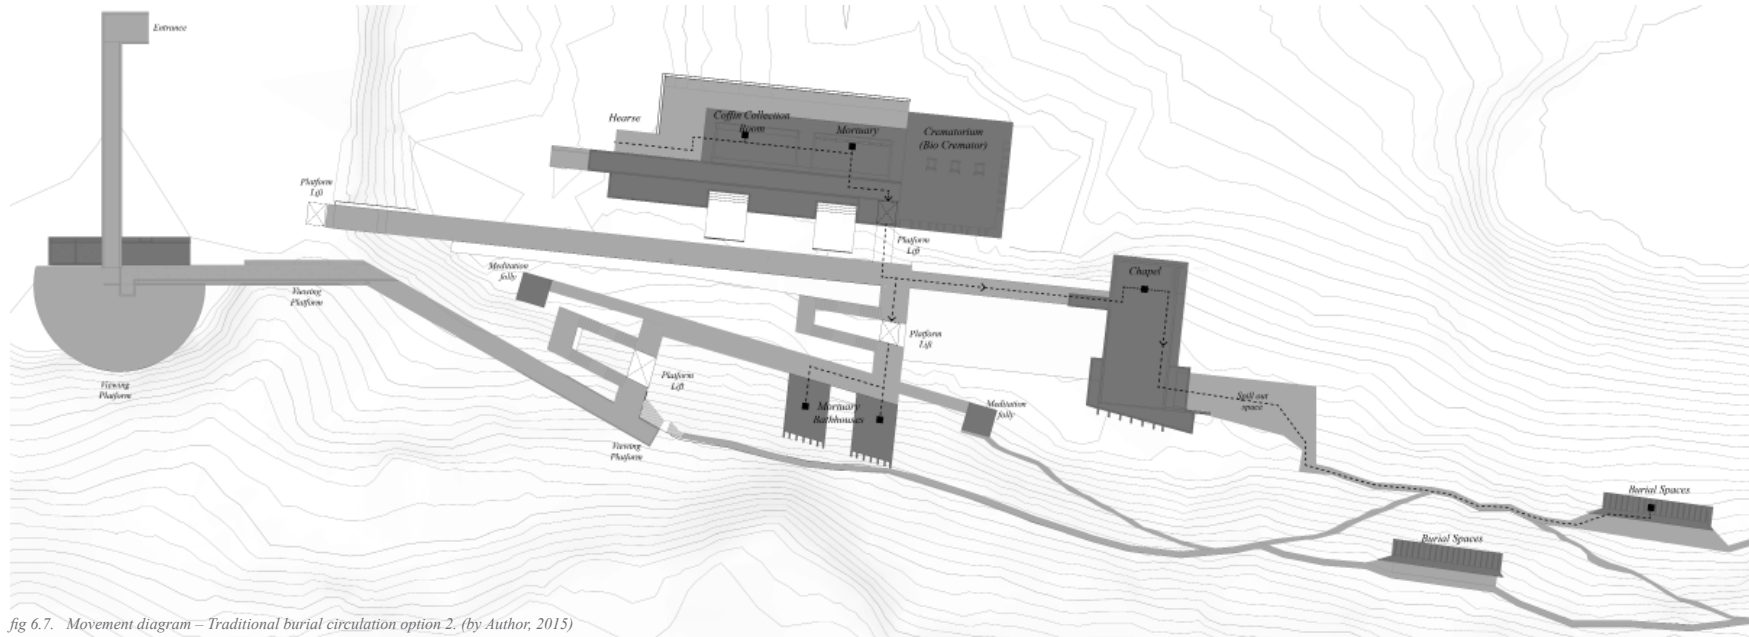 Entrance
Hearse
Coffin Collection
Room
Mortuary
Crematorium
(Bio Cremator)
Platform
Lift
Platform
Lift
Meditation
folly
Chapel
Viewing
Platform
Platform
Lift
Platform
Lift
Viewing
Platform
Mortuary
Bathhouses
Meditation
folly
Spill out
space
Viewing
Platform
Burial Spaces
Burial Spaces
fig 6.7. Movement diagram – Traditional burial circulation option 2. (by Author, 2015)